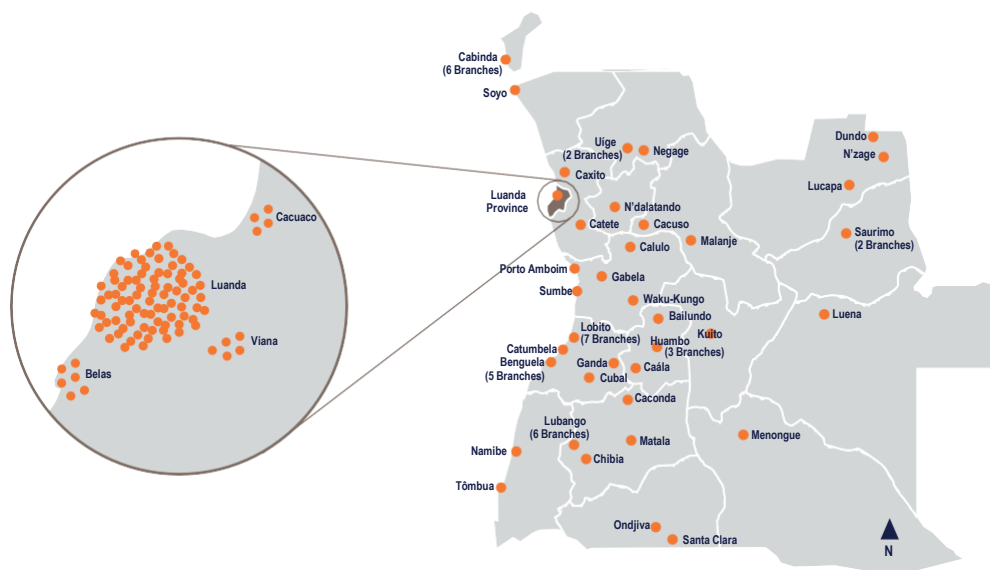 Cabinda
(6 Branches)
Soyo
Dundo
N'zage
Uíge
(2 Branches)
Negage
Caxito
Lucapa
Luanda
Province
N'dalatando
Cacuaco
Catete
Cacuso
Saurimo
(2 Branches)
Malanje
Calulo
Porto Amboim
Gabela
Luanda
Sumbe
Waku-Kungo
Bailundo
Luena
Lobito
(7 Branches)
Kuito
Viana
Huambo
(3 Branches)
Catumbela
Benguela
(5 Branches)
Ganda
Caála
Belas
Cubal
Caconda
Lubango
(6 Branches)
Matala
Menongue
Namibe
Chibia
Tômbua
Ondjiva
Santa Clara
N